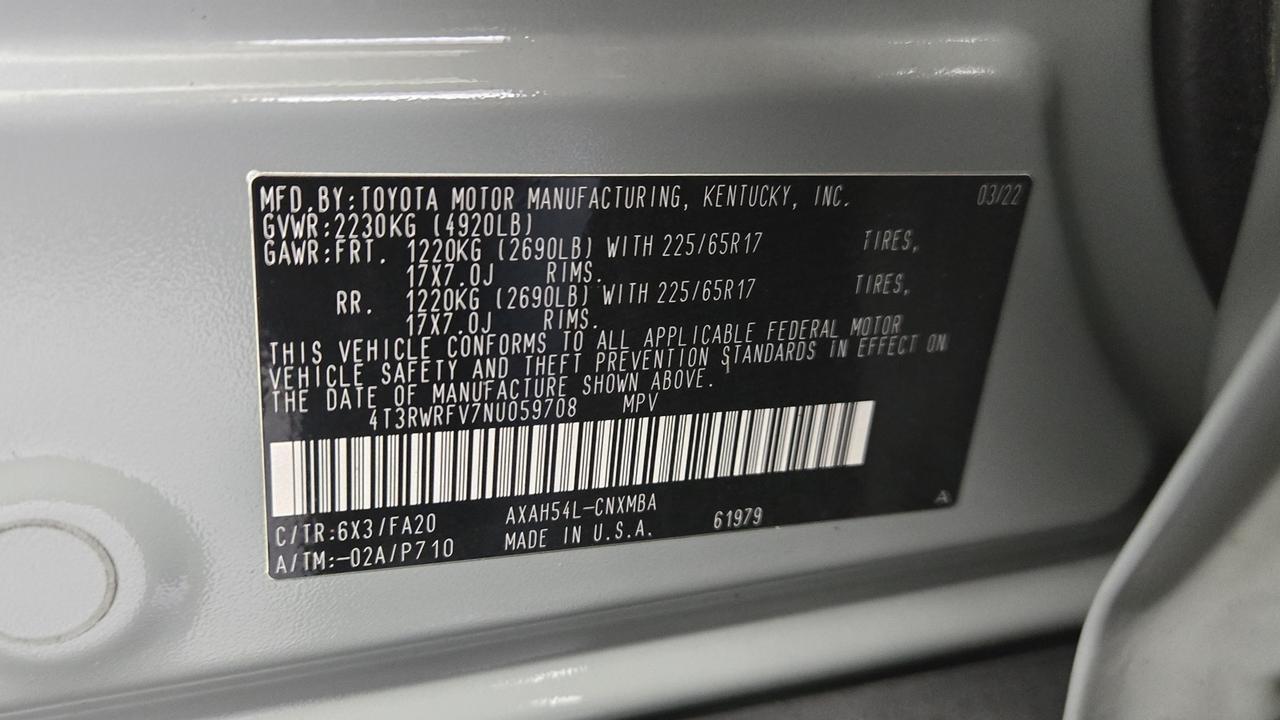 MFD.BY:TOYOTA MOTOR MANUFACTURING, KENTUCKY, INC. 03/22
GVWR:2230KG (4920LB)
GAWR:FRT. 1220KG (2690LB) WITH 225/65R17 TIRES,
17X7.0J RIMS.
RR. 1220KG (2690LB) WITH 225/65R17 TIRES,
17X7.0J RIMS.
THIS VEHICLE CONFORMS TO ALL APPLICABLE FEDERAL MOTOR
VEHICLE SAFETY AND THEFT PREVENTION STANDARDS IN EFFECT ON
THE DATE OF MANUFACTURE SHOWN ABOVE.
4T3RWRFV7NU059708 MPV
C/TR:6X3/FA20 AXAH54L-CNXMBA 61979 A
A/TM:-02A/P710 MADE IN U.S.A.